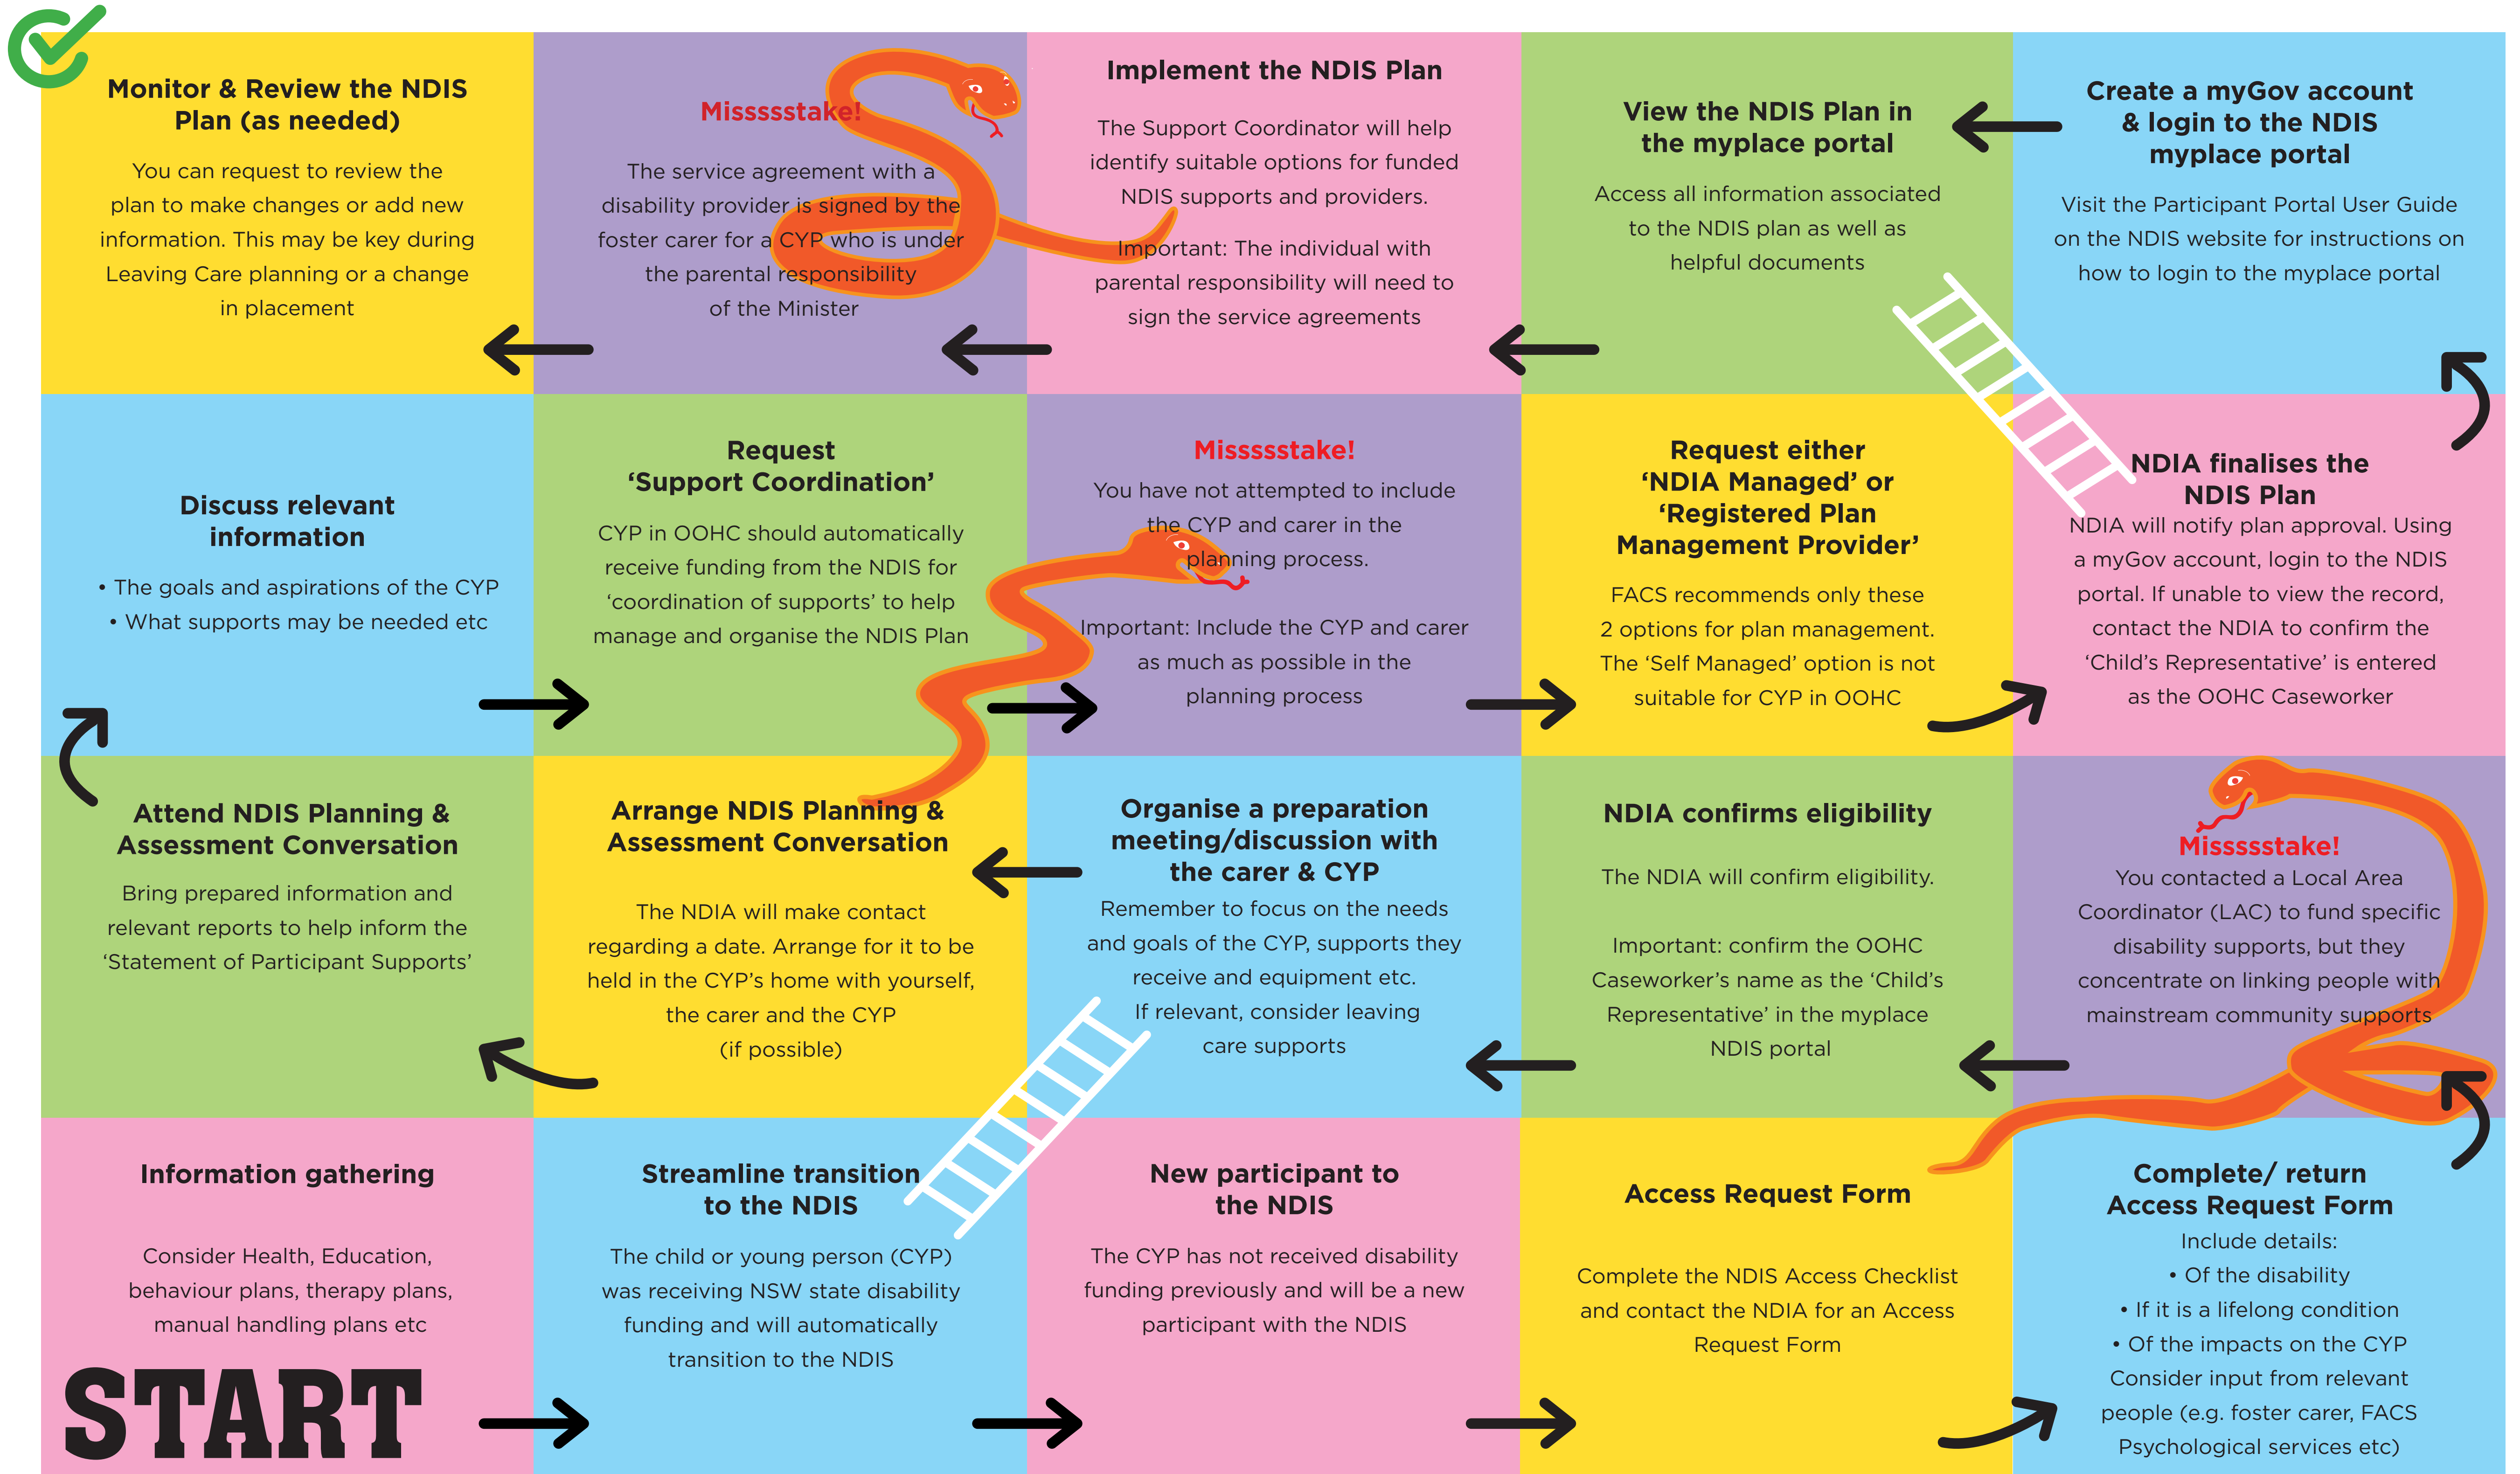 Monitor & Review the NDIS
Plan (as needed)
You can request to review the
plan to make changes or add new
information. This may be key during
Leaving Care planning or a change
in placement
Missssstake!
The service agreement with a
disability provider is signed by the
foster carer for a CYP who is under
the parental responsibility
of the Minister
Implement the NDIS Plan
The Support Coordinator will help
identify suitable options for funded
NDIS supports and providers.
Important: The individual with
parental responsibility will need to
sign the service agreements
View the NDIS Plan in
the myplace portal
Access all information associated
to the NDIS plan as well as
helpful documents
Create a myGov account
& login to the NDIS
myplace portal
Visit the Participant Portal User Guide
on the NDIS website for instructions on
how to login to the myplace portal
Discuss relevant
information
• The goals and aspirations of the CYP
• What supports may be needed etc
Request
‘Support Coordination’
CYP in OOHC should automatically
receive funding from the NDIS for
‘coordination of supports’ to help
manage and organise the NDIS Plan
Missssstake!
You have not attempted to include
the CYP and carer in the
planning process.
Important: Include the CYP and carer
as much as possible in the
planning process
Request either
‘NDIA Managed’ or
‘Registered Plan
Management Provider’
FACS recommends only these
2 options for plan management.
The ‘Self Managed’ option is not
suitable for CYP in OOHC
NDIA finalises the
NDIS Plan
NDIA will notify plan approval. Using
a myGov account, login to the NDIS
portal. If unable to view the record,
contact the NDIA to confirm the
‘Child’s Representative’ is entered
as the OOHC Caseworker
Attend NDIS Planning &
Assessment Conversation
Bring prepared information and
relevant reports to help inform the
‘Statement of Participant Supports’
Arrange NDIS Planning &
Assessment Conversation
The NDIA will make contact
regarding a date. Arrange for it to be
held in the CYP’s home with yourself,
the carer and the CYP
(if possible)
Organise a preparation
meeting/discussion with
the carer & CYP
Remember to focus on the needs
and goals of the CYP, supports they
receive and equipment etc.
If relevant, consider leaving
care supports
NDIA confirms eligibility
The NDIA will confirm eligibility.
Important: confirm the OOHC
Caseworker’s name as the ‘Child’s
Representative’ in the myplace
NDIS portal
Missssstake!
You contacted a Local Area
Coordinator (LAC) to fund specific
disability supports, but they
concentrate on linking people with
mainstream community supports
Information gathering
Consider Health, Education,
behaviour plans, therapy plans,
manual handling plans etc
START
Streamline transition
to the NDIS
The child or young person (CYP)
was receiving NSW state disability
funding and will automatically
transition to the NDIS
New participant to
the NDIS
The CYP has not received disability
funding previously and will be a new
participant with the NDIS
Access Request Form
Complete the NDIS Access Checklist
and contact the NDIA for an Access
Request Form
Complete/ return
Access Request Form
Include details:
• Of the disability
• If it is a lifelong condition
• Of the impacts on the CYP
Consider input from relevant
people (e.g. foster carer, FACS
Psychological services etc)